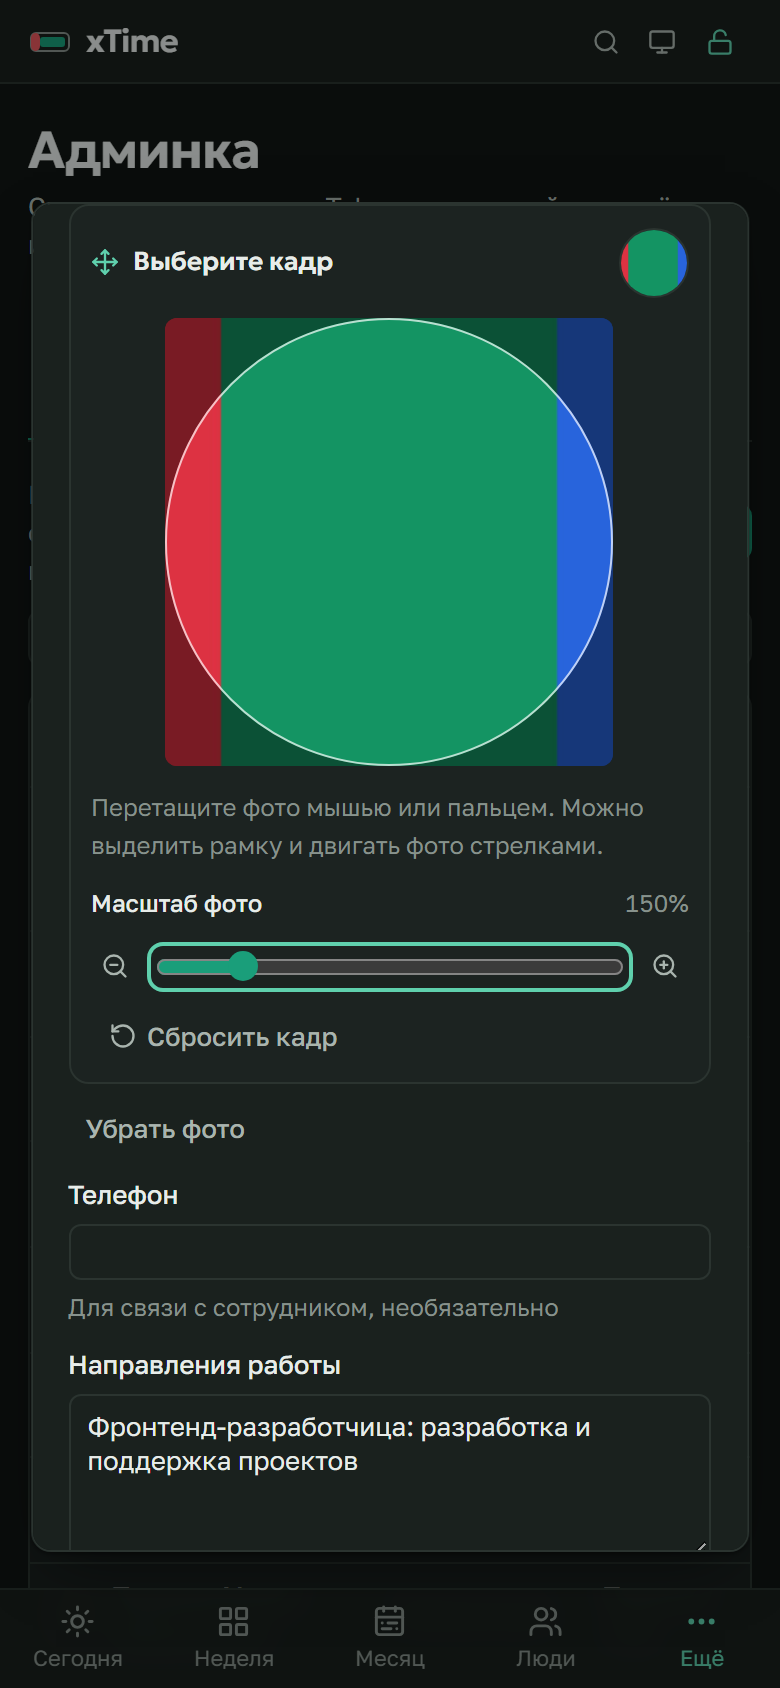 xTime
Админка
Выберите кадр
Перетащите фото мышью или пальцем. Можно
выделить рамку и двигать фото стрелками.
Масштаб фото 150%
Сбросить кадр
Убрать фото
Телефон
Для связи с сотрудником, необязательно
Направления работы
Фронтенд-разработчица: разработка и
поддержка проектов
Сегодня Неделя Месяц Люди Ещё